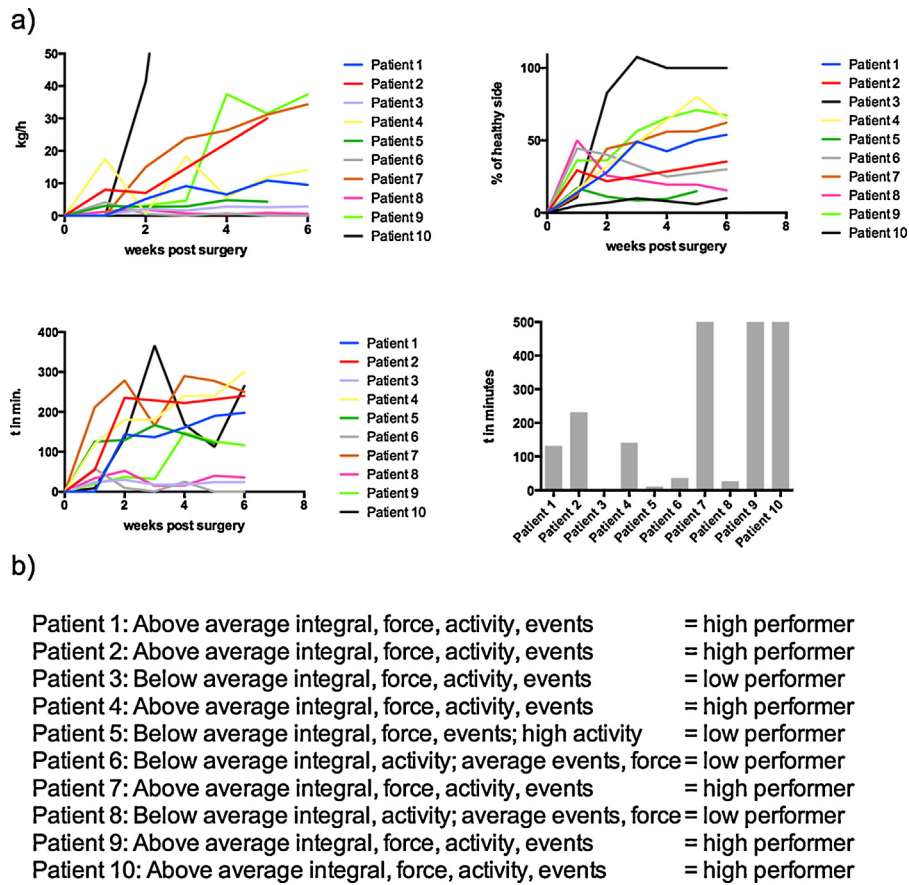 a)
50
40
30
20
10
0
kg/h
0
2
4
6
weeks post surgery
Patient 1
Patient 2
Patient 3
Patient 4
Patient 5
Patient 6
Patient 7
Patient 8
Patient 9
Patient 10
100
50
0
% of healthy side
0
2
4
6
8
weeks post surgery
Patient 1
Patient 2
Patient 3
Patient 4
Patient 5
Patient 6
Patient 7
Patient 8
Patient 9
Patient 10
400
300
200
100
0
t in min.
0
2
4
6
weeks post surgery
Patient 1
Patient 2
Patient 3
Patient 4
Patient 5
Patient 6
Patient 7
Patient 8
Patient 9
Patient 10
500
400
300
200
100
0
t in minutes
Patient 1
Patient 2
Patient 3
Patient 4
Patient 5
Patient 6
Patient 7
Patient 8
Patient 9
Patient 10
b)
Patient 1: Above average integral, force, activity, events = high performer
Patient 2: Above average integral, force, activity, events = high performer
Patient 3: Below average integral, force, activity, events = low performer
Patient 4: Above average integral, force, activity, events = high performer
Patient 5: Below average integral, force, events; high activity = low performer
Patient 6: Below average integral, activity; average events, force = low performer
Patient 7: Above average integral, force, activity, events = high performer
Patient 8: Below average integral, activity; average events, force = low performer
Patient 9: Above average integral, force, activity, events = high performer
Patient 10: Above average integral, force, activity, events = high performer